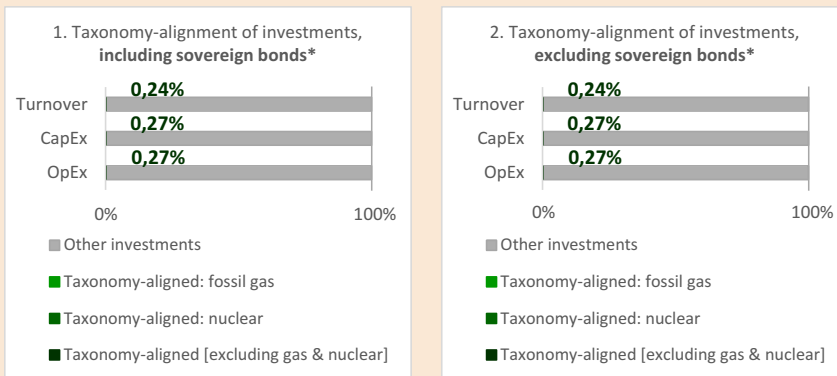 1. Taxonomy-alignment of investments,
including sovereign bonds*
0,24%
Turnover
0,27%
CapEx
0,27%
OpEx
0%
100%
Other investments
Taxonomy-aligned: fossil gas
Taxonomy-aligned: nuclear
Taxonomy-aligned [excluding gas & nuclear]
2. Taxonomy-alignment of investments,
excluding sovereign bonds*
0,24%
Turnover
0,27%
CapEx
0,27%
OpEx
0%
100%
Other investments
Taxonomy-aligned: fossil gas
Taxonomy-aligned: nuclear
Taxonomy-aligned [excluding gas & nuclear]